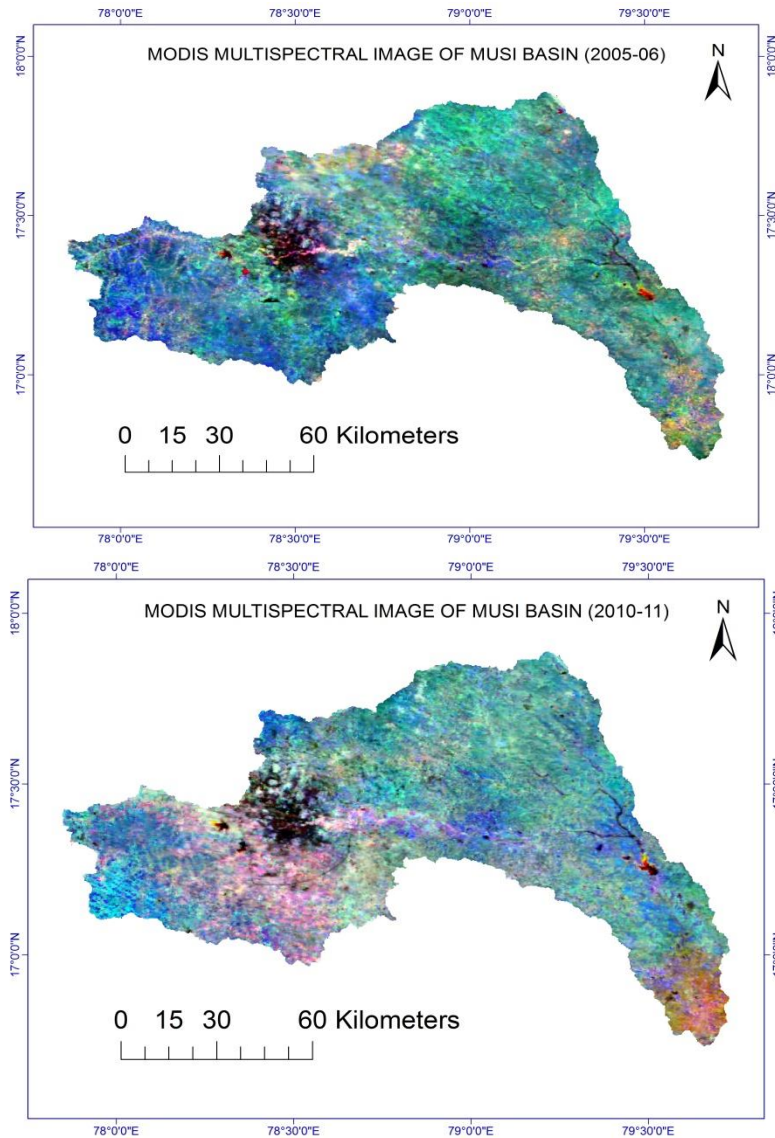 78°0'0"E 78°30'0"E 79°0'0"E 79°30'0"E
MODIS MULTISPECTRAL IMAGE OF MUSI BASIN (2005-06)
N
18°0'0"N 18°0'0"N
17°30'0"N 17°30'0"N
17°0'0"N 17°0'0"N
0 15 30 60 Kilometers
78°0'0"E 78°30'0"E 79°0'0"E 79°30'0"E
78°0'0"E 78°30'0"E 79°0'0"E 79°30'0"E
MODIS MULTISPECTRAL IMAGE OF MUSI BASIN (2010-11)
N
18°0'0"N
17°30'0"N
17°0'0"N
0 15 30 60 Kilometers
78°0'0"E 78°30'0"E 79°0'0"E 79°30'0"E